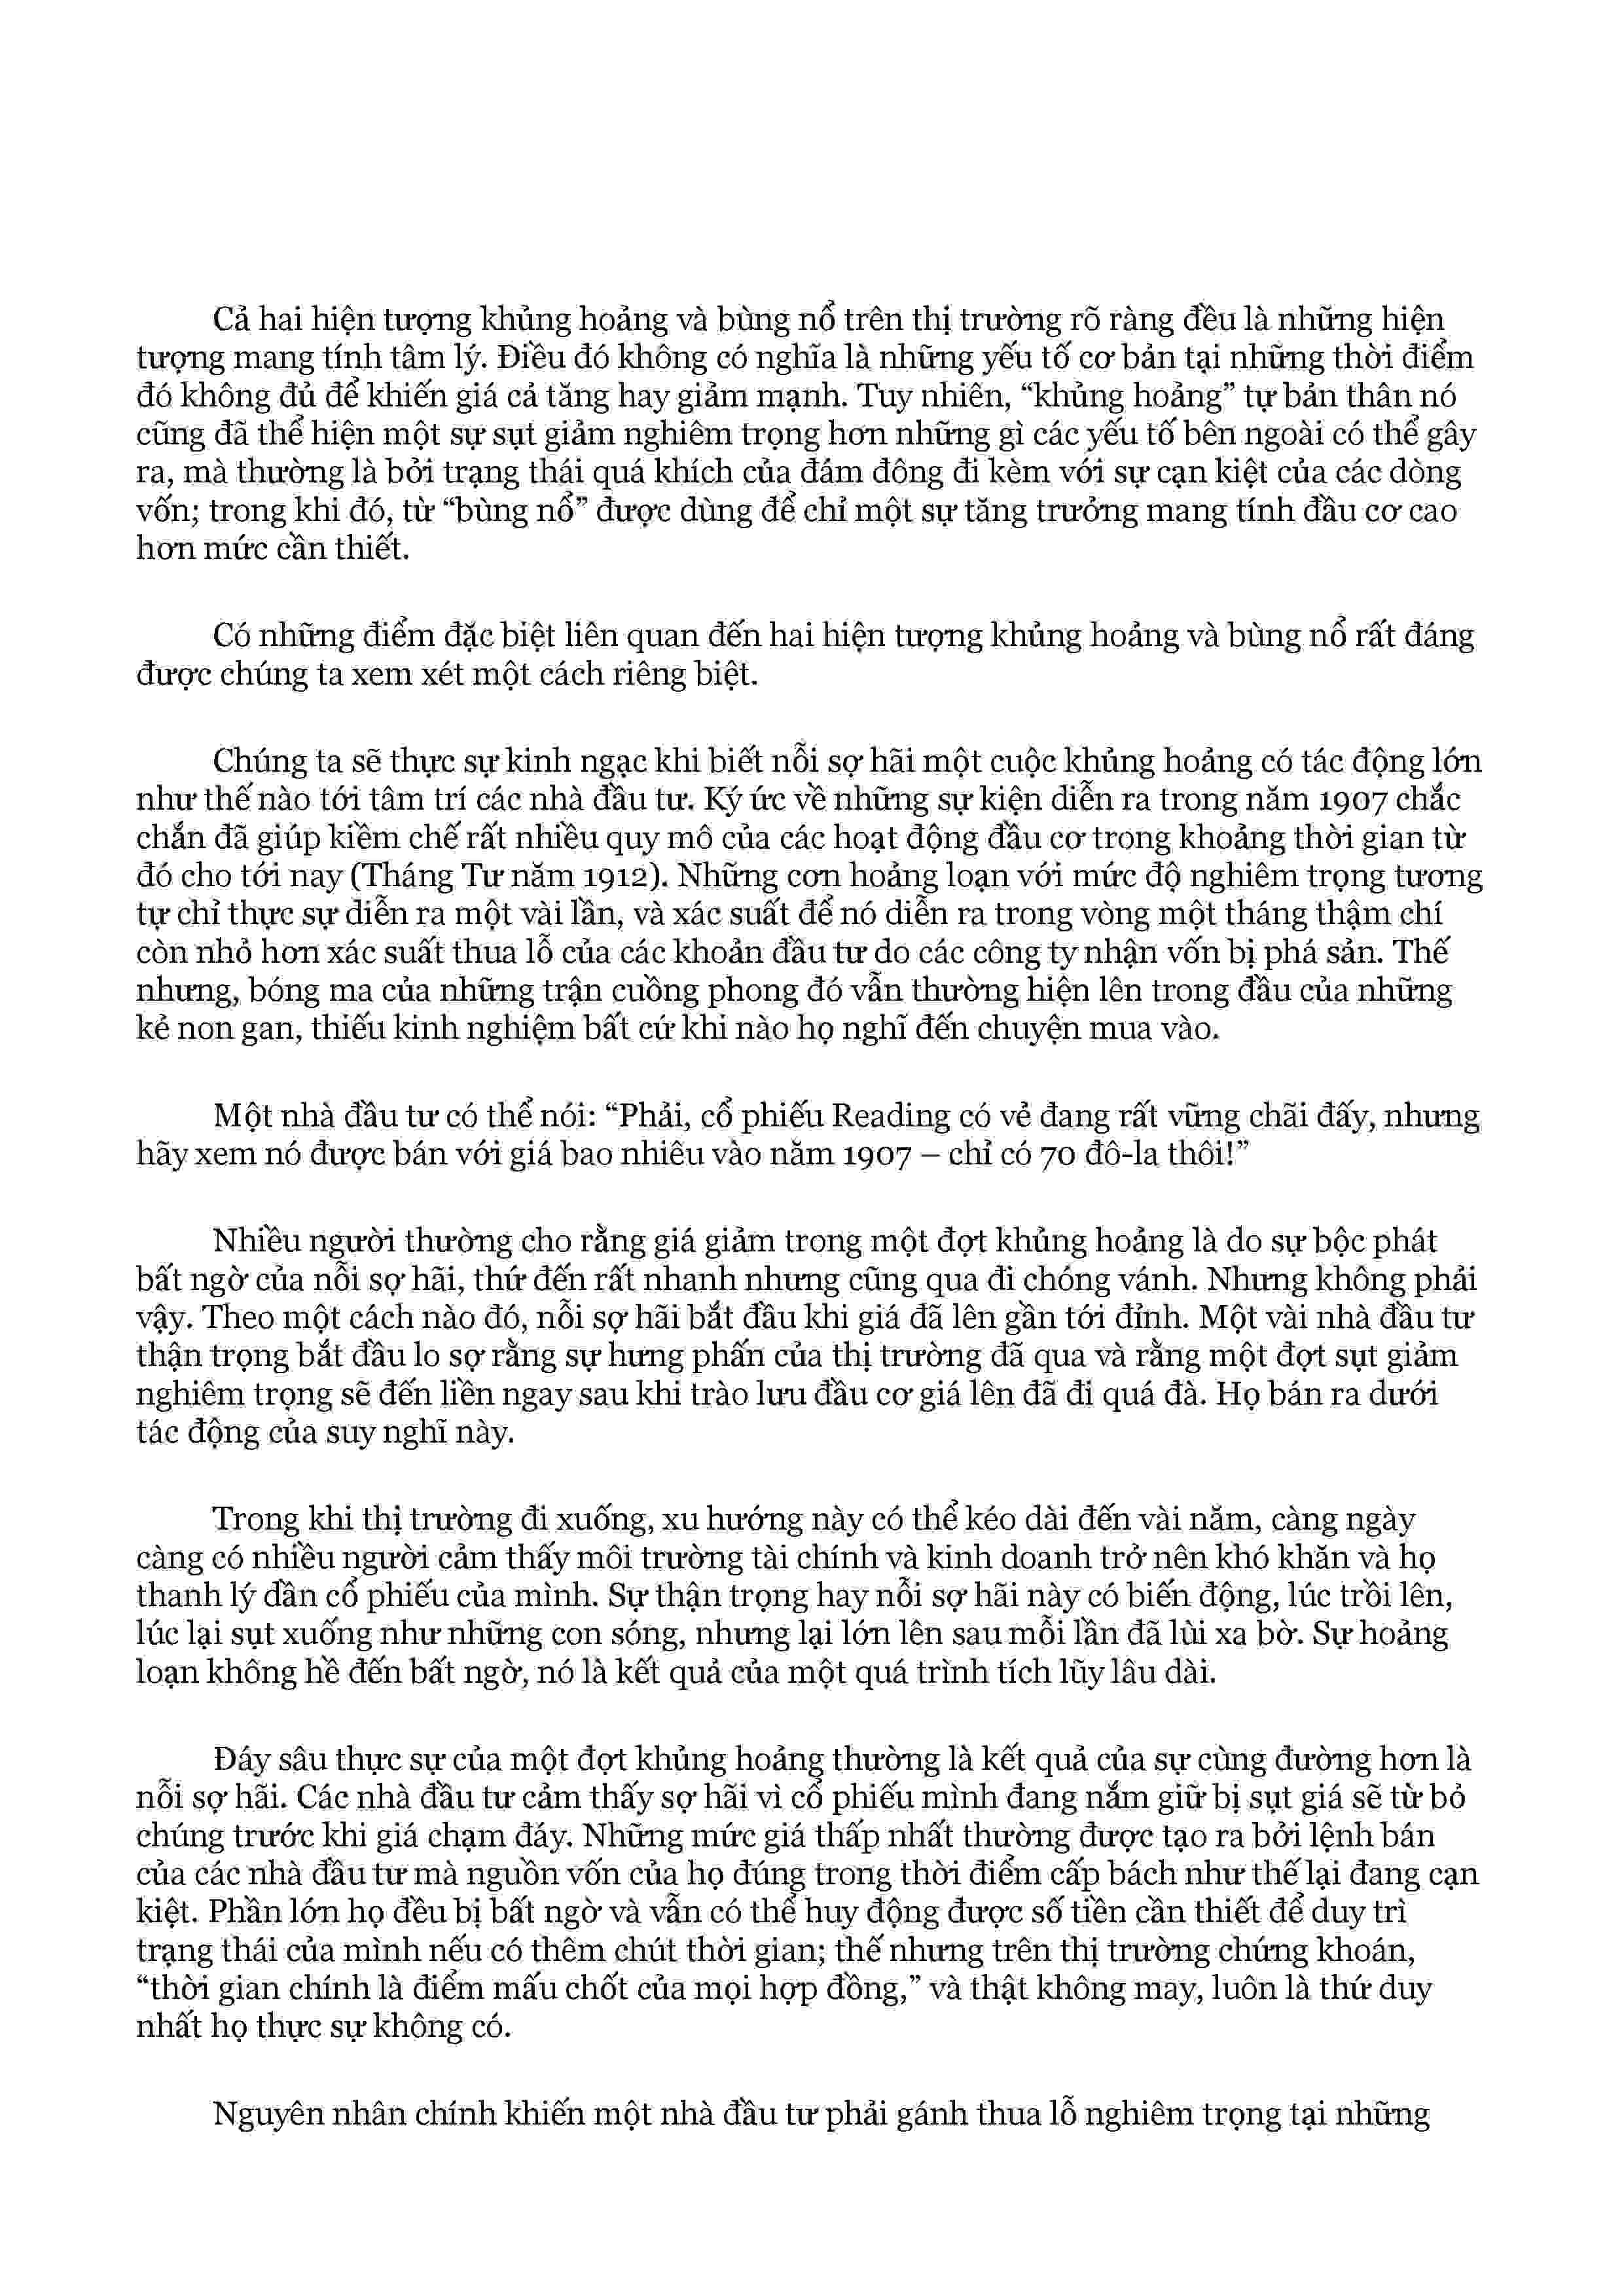 Cả hai hiện tượng khủng hoảng và bùng nổ trên thị trường rõ ràng đều là những hiện
tượng mang tính tâm lý. Điều đó không có nghĩa là những yếu tố cơ bản tại những thời điểm
đó không đủ để khiến giá cả tăng hay giảm mạnh. Tuy nhiên, “khủng hoảng” tự bản thân nó
cũng đã thể hiện một sự sụt giảm nghiêm trọng hơn những gì các yếu tố bên ngoài có thể gây
ra, mà thường là bởi trạng thái quá khích của đám đông đi kèm với sự cạn kiệt của các dòng
vốn; trong khi đó, từ “bùng nổ” được dùng để chỉ một sự tăng trưởng mang tính đầu cơ cao
hơn mức cần thiết.
Có những điểm đặc biệt liên quan đến hai hiện tượng khủng hoảng và bùng nổ rất đáng
được chúng ta xem xét một cách riêng biệt.
Chúng ta sẽ thực sự kinh ngạc khi biết nỗi sợ hãi một cuộc khủng hoảng có tác động lớn
như thế nào tới tâm trí các nhà đầu tư. Ký ức về những sự kiện diễn ra trong năm 1907 chắc
chắn đã giúp kiềm chế rất nhiều quy mô của các hoạt động đầu cơ trong khoảng thời gian từ
đó cho tới nay (Tháng Tư năm 1912). Những cơn hoảng loạn với mức độ nghiêm trọng tương
tự chỉ thực sự diễn ra một vài lần, và xác suất để nó diễn ra trong vòng một tháng thậm chí
còn nhỏ hơn xác suất thua lỗ của các khoản đầu tư do các công ty nhận vốn bị phá sản. Thế
nhưng, bóng ma của những trận cuồng phong đó vẫn thường hiện lên trong đầu của những
kẻ non gan, thiếu kinh nghiệm bất cứ khi nào họ nghĩ đến chuyện mua vào.
Một nhà đầu tư có thể nói: “Phải, cổ phiếu Reading có vẻ đang rất vững chãi đấy, nhưng
hãy xem nó được bán với giá bao nhiêu vào năm 1907 – chỉ có 70 đô-la thôi!”
Nhiều người thường cho rằng giá giảm trong một đợt khủng hoảng là do sự bộc phát
bất ngờ của nỗi sợ hãi, thứ đến rất nhanh nhưng cũng qua đi chóng vánh. Nhưng không phải
vậy. Theo một cách nào đó, nỗi sợ hãi bắt đầu khi giá đã lên gần tới đỉnh. Một vài nhà đầu tư
thận trọng bắt đầu lo sợ rằng sự hưng phấn của thị trường đã qua và rằng một đợt sụt giảm
nghiêm trọng sẽ đến liền ngay sau khi trào lưu đầu cơ giá lên đã đi quá đà. Họ bán ra dưới
tác động của suy nghĩ này.
Trong khi thị trường đi xuống, xu hướng này có thể kéo dài đến vài năm, càng ngày
càng có nhiều người cảm thấy môi trường tài chính và kinh doanh trở nên khó khăn và họ
thanh lý dần cổ phiếu của mình. Sự thận trọng hay nỗi sợ hãi này có biến động, lúc trồi lên,
lúc lại sụt xuống như những con sóng, nhưng lại lớn lên sau mỗi lần đã lùi xa bờ. Sự hoảng
loạn không hề đến bất ngờ, nó là kết quả của một quá trình tích lũy lâu dài.
Đáy sâu thực sự của một đợt khủng hoảng thường là kết quả của sự cùng đường hơn là
nỗi sợ hãi. Các nhà đầu tư cảm thấy sợ hãi vì cổ phiếu mình đang nắm giữ bị sụt giá sẽ từ bỏ
chúng trước khi giá chạm đáy. Những mức giá thấp nhất thường được tạo ra bởi lệnh bán
của các nhà đầu tư mà nguồn vốn của họ đúng trong thời điểm cấp bách như thế lại đang cạn
kiệt. Phần lớn họ đều bị bất ngờ và vẫn có thể huy động được số tiền cần thiết để duy trì
trạng thái của mình nếu có thêm chút thời gian; thế nhưng trên thị trường chứng khoán,
“thời gian chính là điểm mấu chốt của mọi hợp đồng,” và thật không may, luôn là thứ duy
nhất họ thực sự không có.
Nguyên nhân chính khiến một nhà đầu tư phải gánh thua lỗ nghiêm trọng tại những